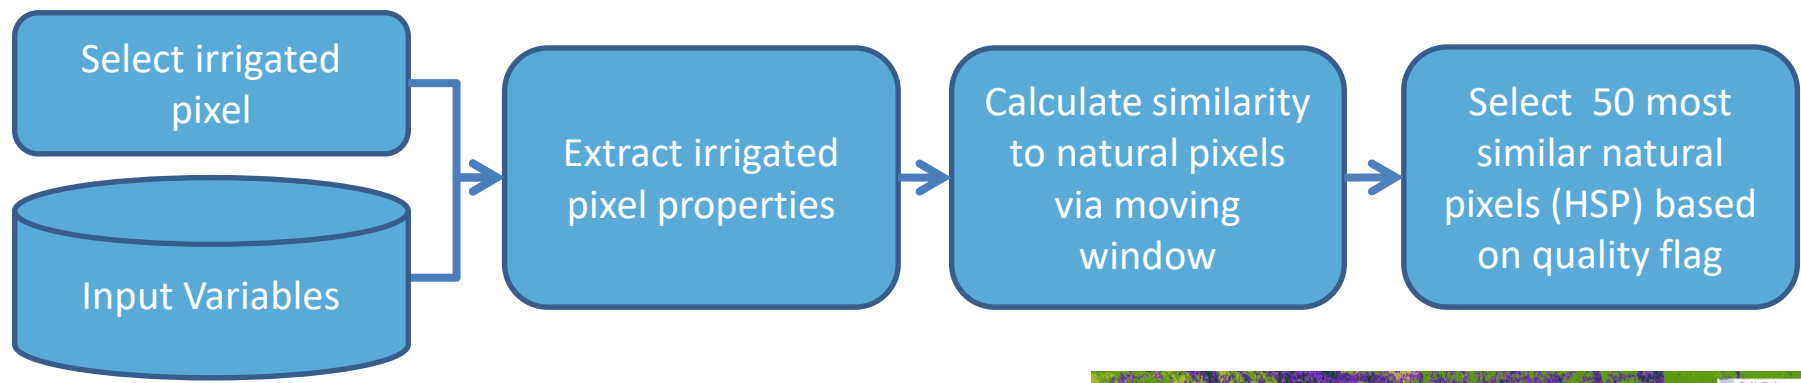 Select irrigated
pixel
Input Variables
Extract irrigated
pixel properties
Calculate similarity
to natural pixels
via moving
window
Select  50 most
similar natural
pixels (HSP) based
on quality flag